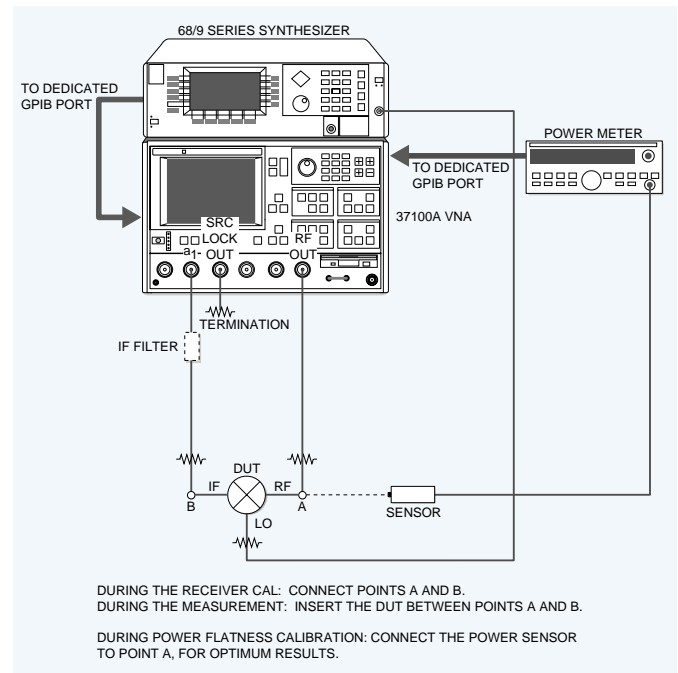 68/9 SERIES SYNTHESIZER
TO DEDICATED
GPIB PORT
POWER METER
TO DEDICATED
GPIB PORT
37100A VNA
SRC
LOCK
OUT
RF
OUT
a1-
TERMINATION
IF FILTER
DUT
IF
RF
B
A
LO
SENSOR
DURING THE RECEIVER CAL: CONNECT POINTS A AND B.
DURING THE MEASUREMENT: INSERT THE DUT BETWEEN POINTS A AND B.
DURING POWER FLATNESS CALIBRATION: CONNECT THE POWER SENSOR
TO POINT A, FOR OPTIMUM RESULTS.